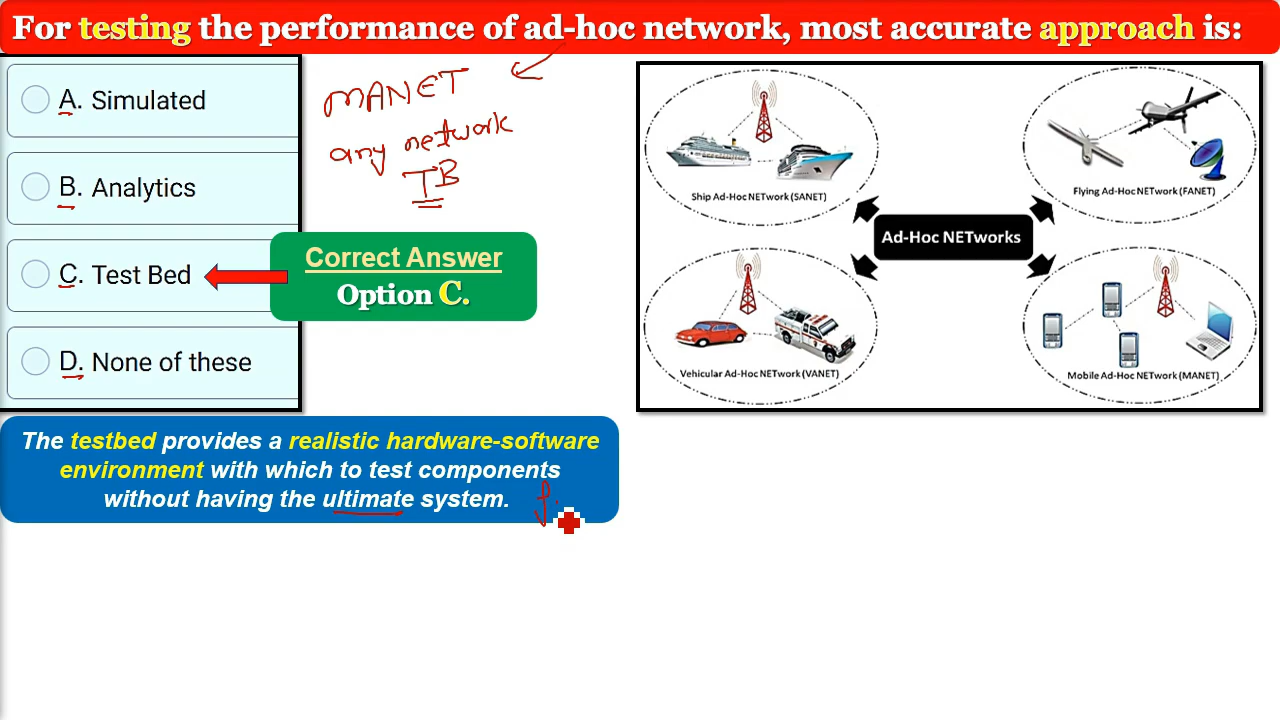 For testing the performance of ad-hoc network, most accurate approach is:
A. Simulated
B. Analytics
C. Test Bed
D. None of these
MANET
any network
TB
Correct Answer
Option C.
The testbed provides a realistic hardware-software
environment with which to test components
without having the ultimate system.
Ship Ad-Hoc NETwork (SANET)
Flying Ad-Hoc NETwork (FANET)
Ad-Hoc NETworks
Vehicular Ad-Hoc NETwork (VANET)
Mobile Ad-Hoc NETwork (MANET)